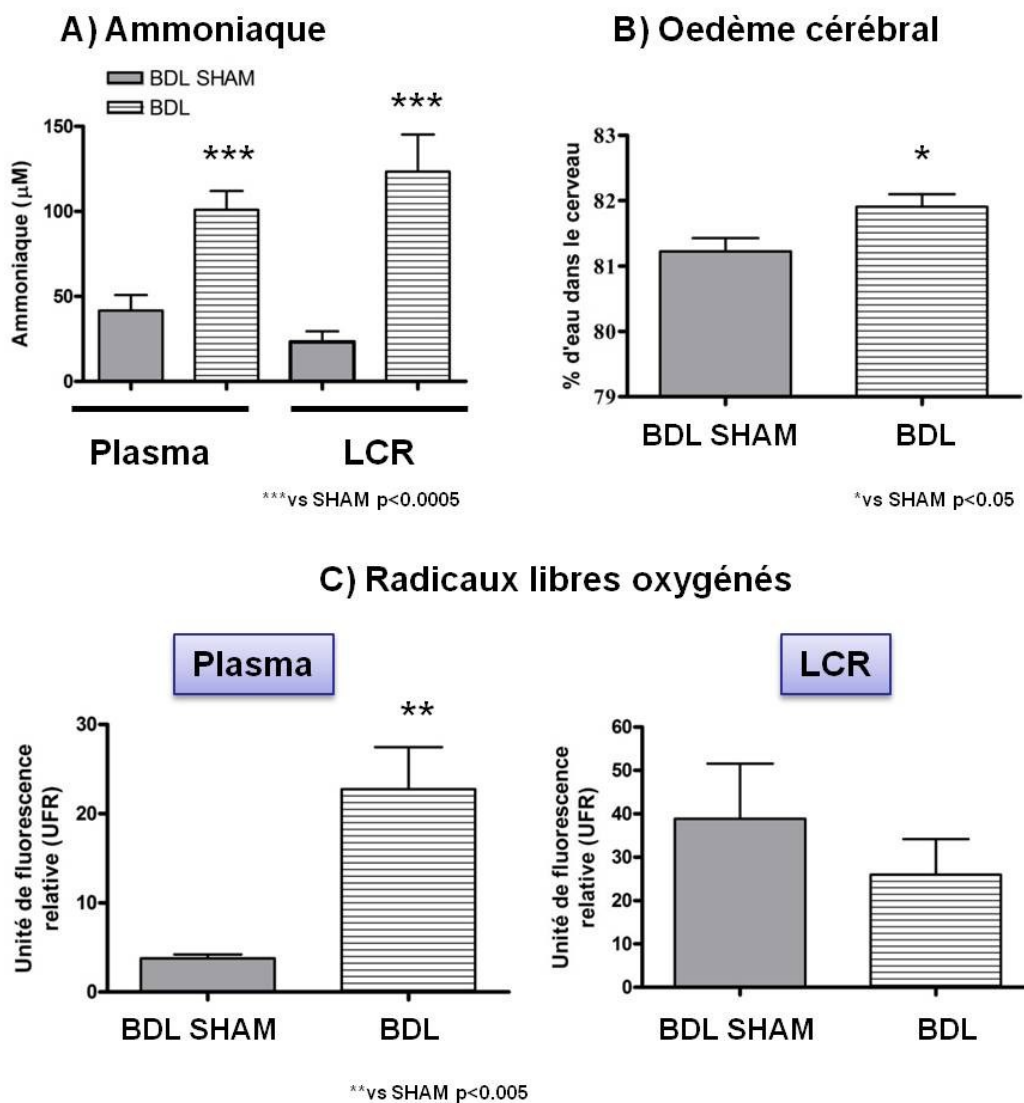 A) Ammoniaque
BDL SHAM
BDL
Ammoniaque (μM)
150
100
50
0
***
***
Plasma
LCR
***vs SHAM p<0.0005
B) Oedème cérébral
% d'eau dans le cerveau
83
82
81
80
79
*
BDL SHAM
BDL
*vs SHAM p<0.05
C) Radicaux libres oxygénés
Plasma
Unité de fluorescence
relative (UFR)
30
20
10
0
**
BDL SHAM
BDL
**vs SHAM p<0.005
LCR
Unité de fluorescence
relative (UFR)
60
50
40
30
20
10
0
BDL SHAM
BDL